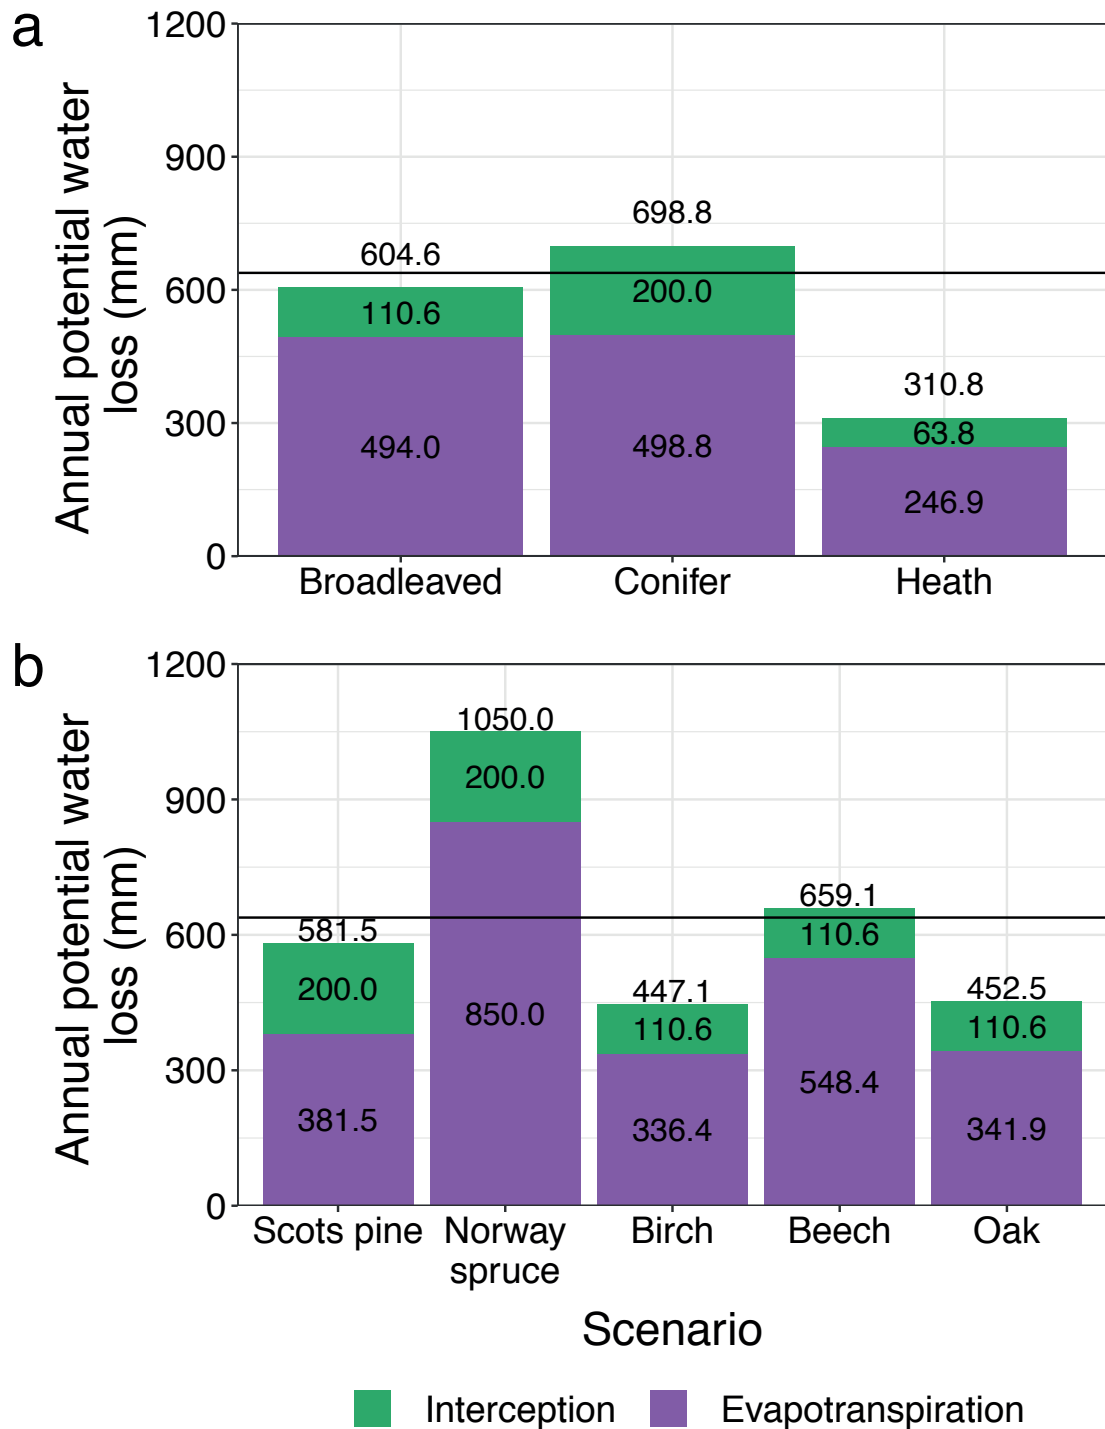 a
Annual potential water
loss (mm)
1200
900
600
300
0
604.6
110.6
494.0
698.8
200.0
498.8
310.8
63.8
246.9
Broadleaved
Conifer
Heath
b
Annual potential water
loss (mm)
1200
900
600
300
0
581.5
200.0
381.5
1050.0
200.0
850.0
447.1
110.6
336.4
659.1
110.6
548.4
452.5
110.6
341.9
Scots pine
Norway
spruce
Birch
Beech
Oak
Scenario
Interception
Evapotranspiration